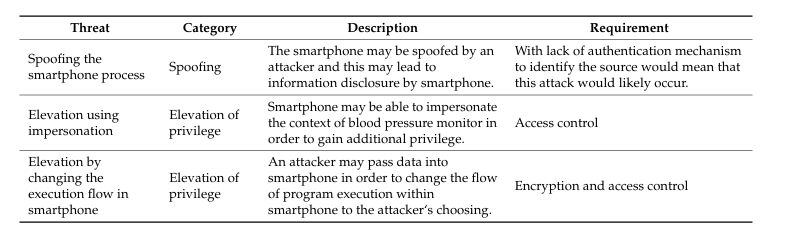 Threat Category Description Requirement
Spoofing the
smartphone process
Spoofing
The smartphone may be spoofed by an
attacker and this may lead to
information disclosure by smartphone.
With lack of authentication mechanism
to identify the source would mean that
this attack would likely occur.
Elevation using
impersonation
Elevation of
privilege
Smartphone may be able to impersonate
the context of blood pressure monitor in
order to gain additional privilege.
Access control
Elevation by
changing the
execution flow in
smartphone
Elevation of
privilege
An attacker may pass data into
smartphone in order to change the flow
of program execution within
smartphone to the attacker's choosing.
Encryption and access control